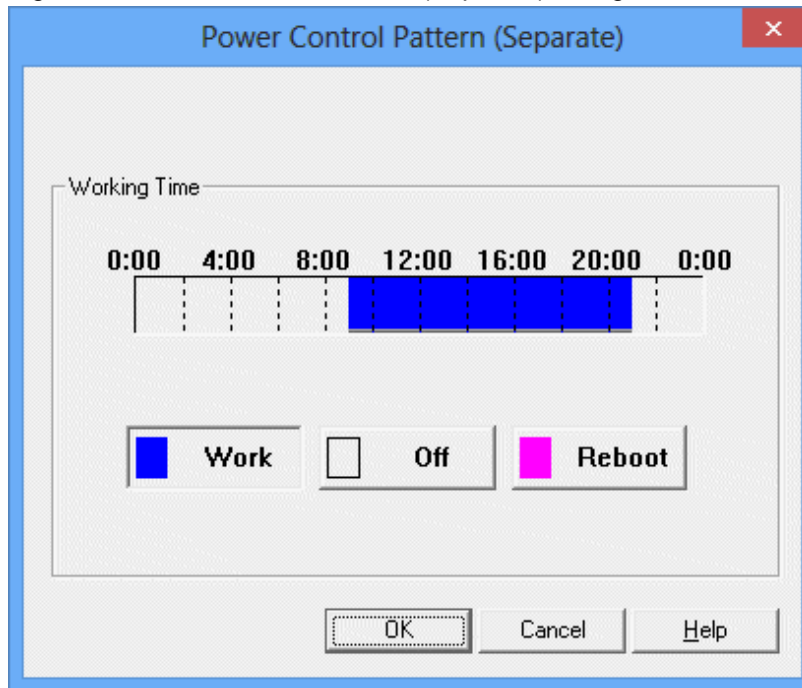 Power Control Pattern (Separate)
Working Time
0:00 4:00 8:00 12:00 16:00 20:00 0:00
Work Off Reboot
OK Cancel Help